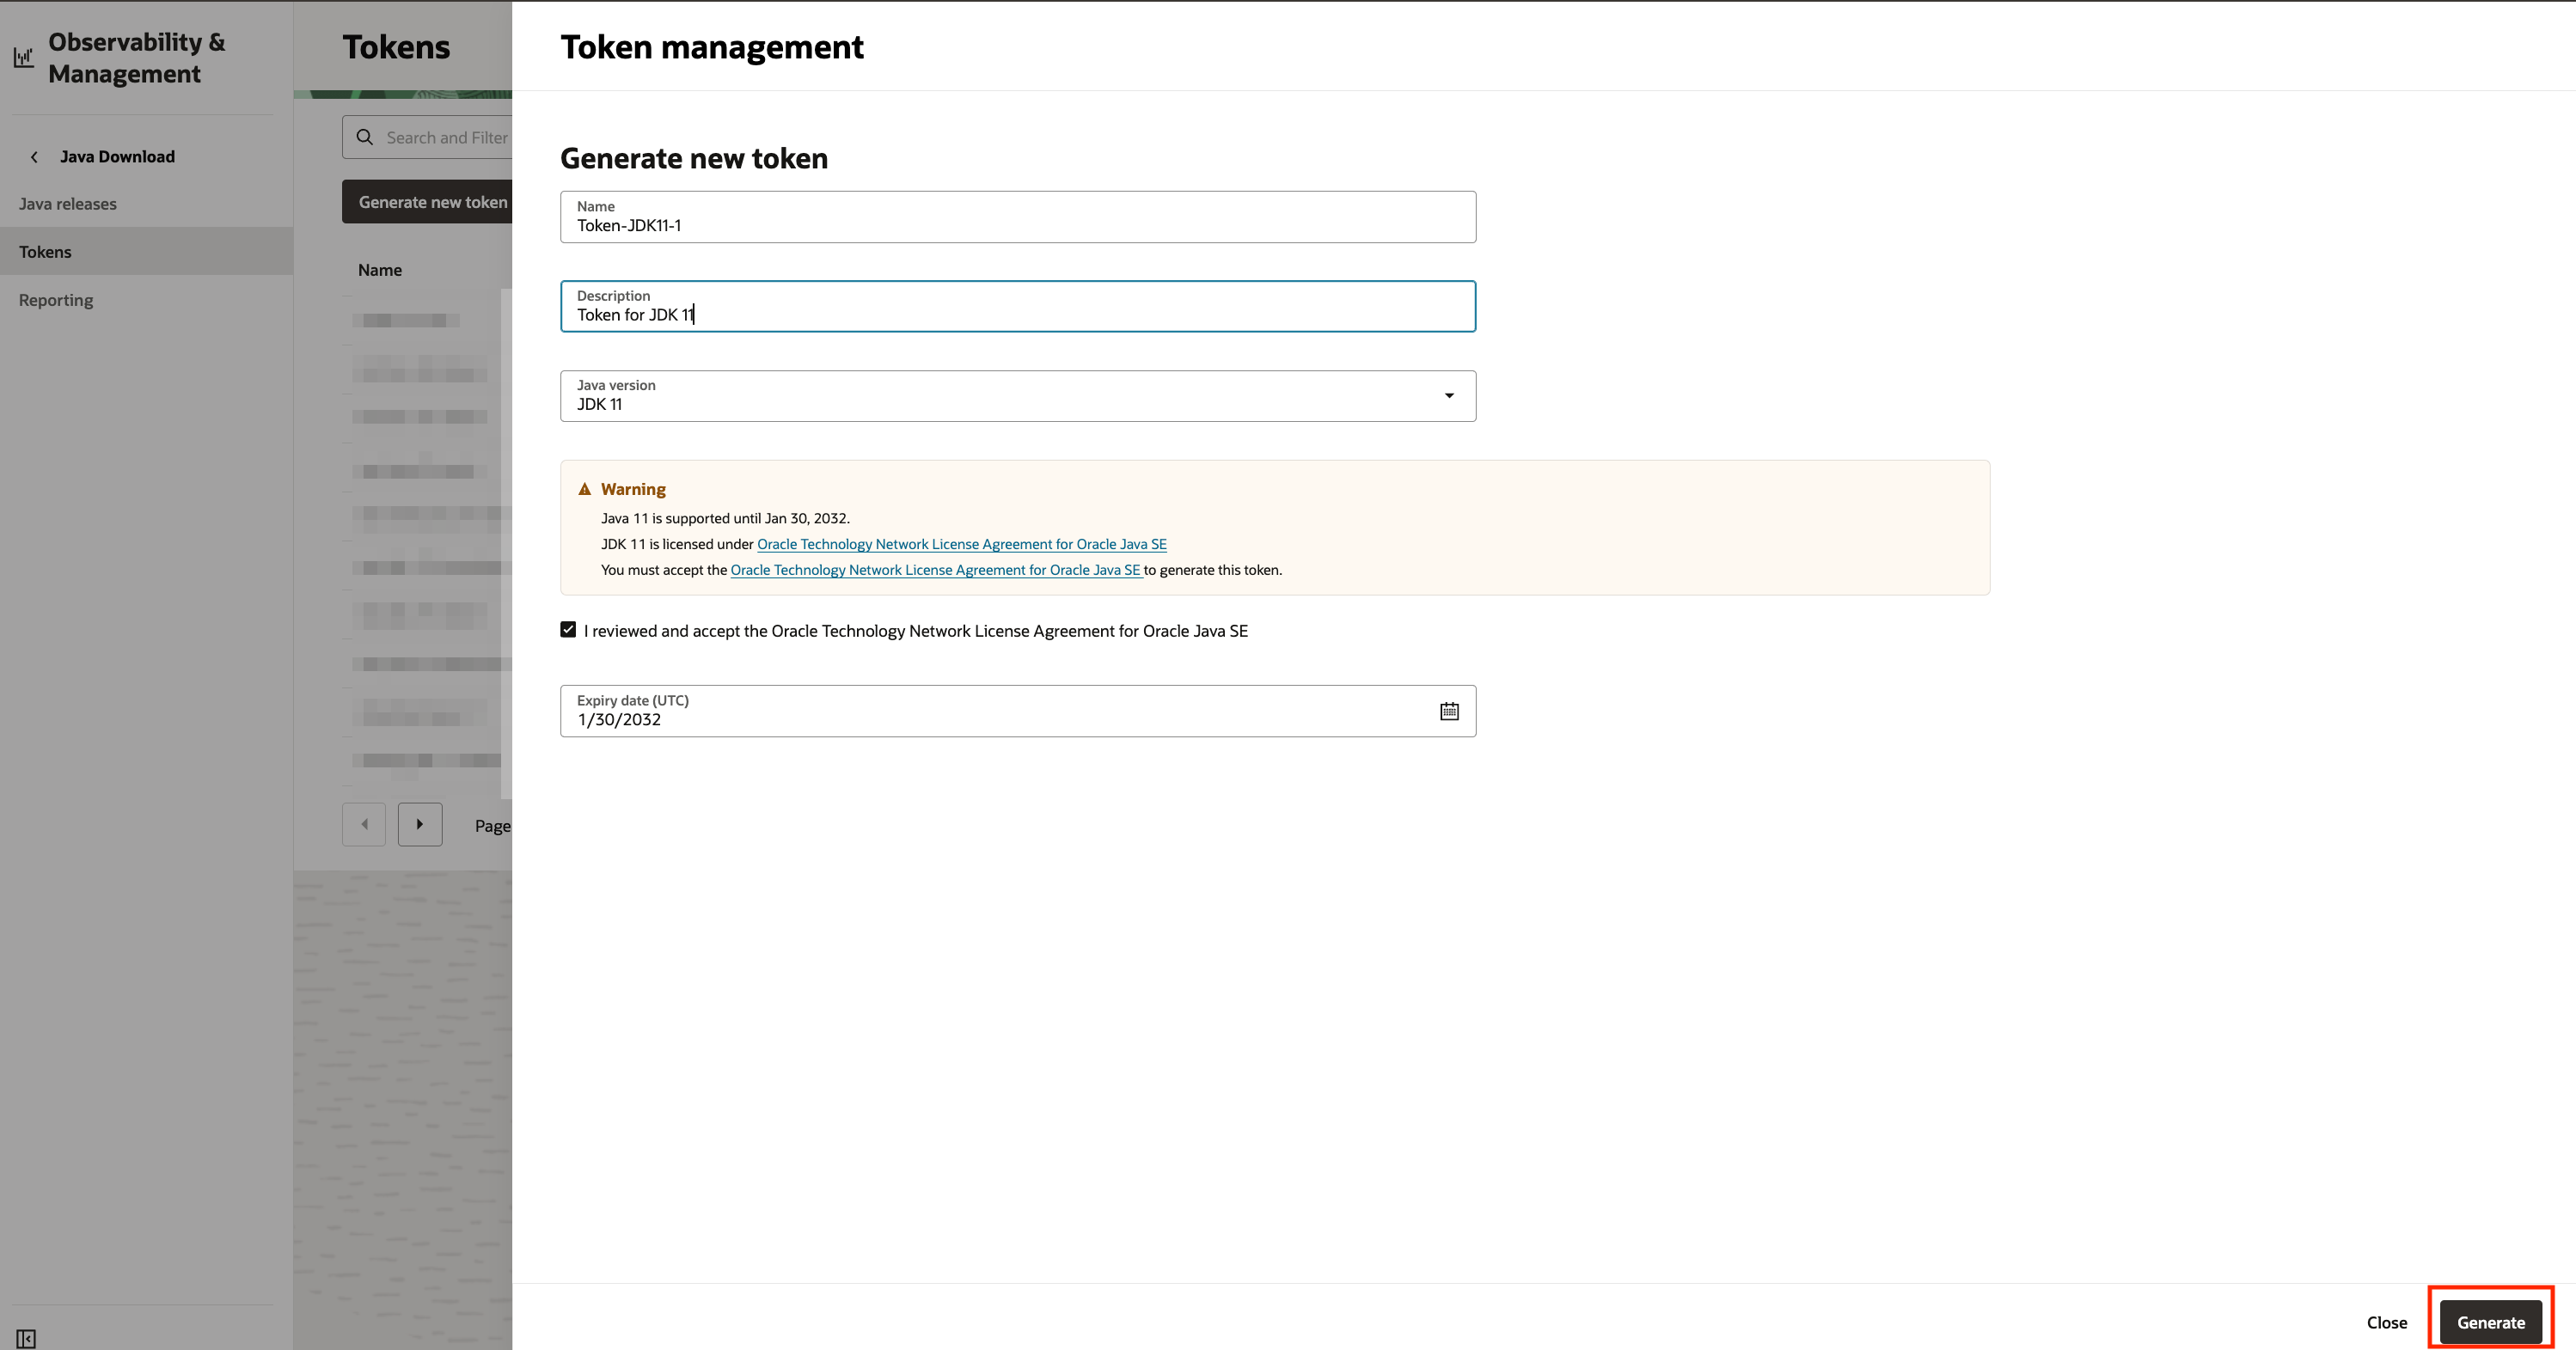 Observability &
Management
Java Download
Java releases
Tokens
Reporting
Tokens
Search and Filter
Generate new token
Name
Page
Token management
Generate new token
Name
Token-JDK11-1
Description
Token for JDK 11
Java version
JDK 11
Warning
Java 11 is supported until Jan 30, 2032.
JDK 11 is licensed under Oracle Technology Network License Agreement for Oracle Java SE
You must accept the Oracle Technology Network License Agreement for Oracle Java SE to generate this token.
I reviewed and accept the Oracle Technology Network License Agreement for Oracle Java SE
Expiry date (UTC)
1/30/2032
Close
Generate